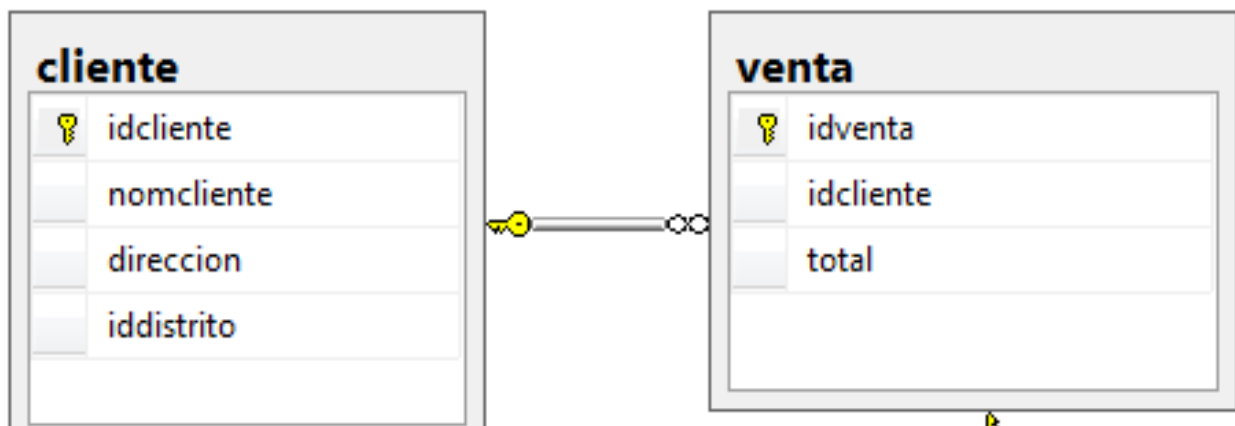 cliente
idcliente
nomcliente
direccion
iddistrito
venta
idventa
idcliente
total